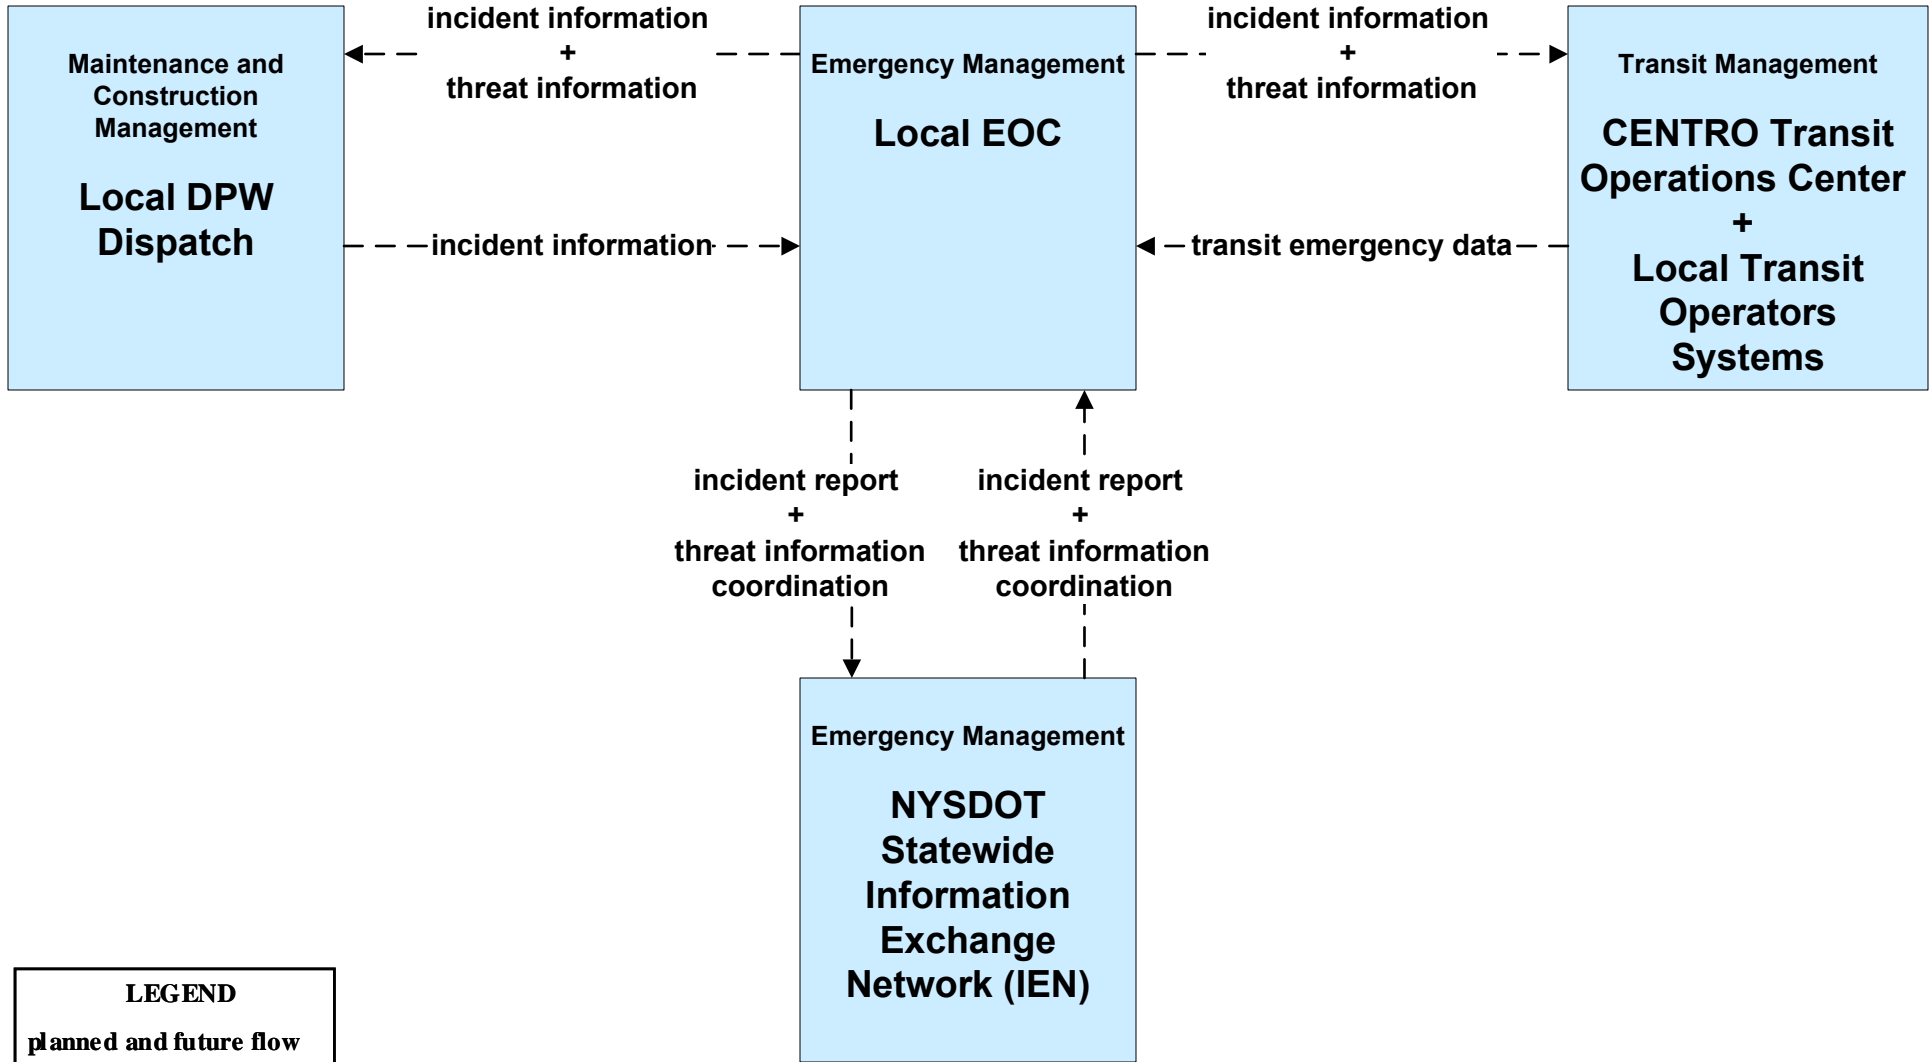 incident information
+
threat information
incident information
+
threat information
Maintenance and
Construction
Management
Local DPW
Dispatch
Emergency Management
Local EOC
Transit Management
CENTRO Transit
Operations Center
+
Local Transit
Operators
Systems
incident information
transit emergency data
incident report
+
threat information
coordination
incident report
+
threat information
coordination
Emergency Management
NYSDOT
Statewide
Information
Exchange
Network (IEN)
LEGEND
planned and future flow